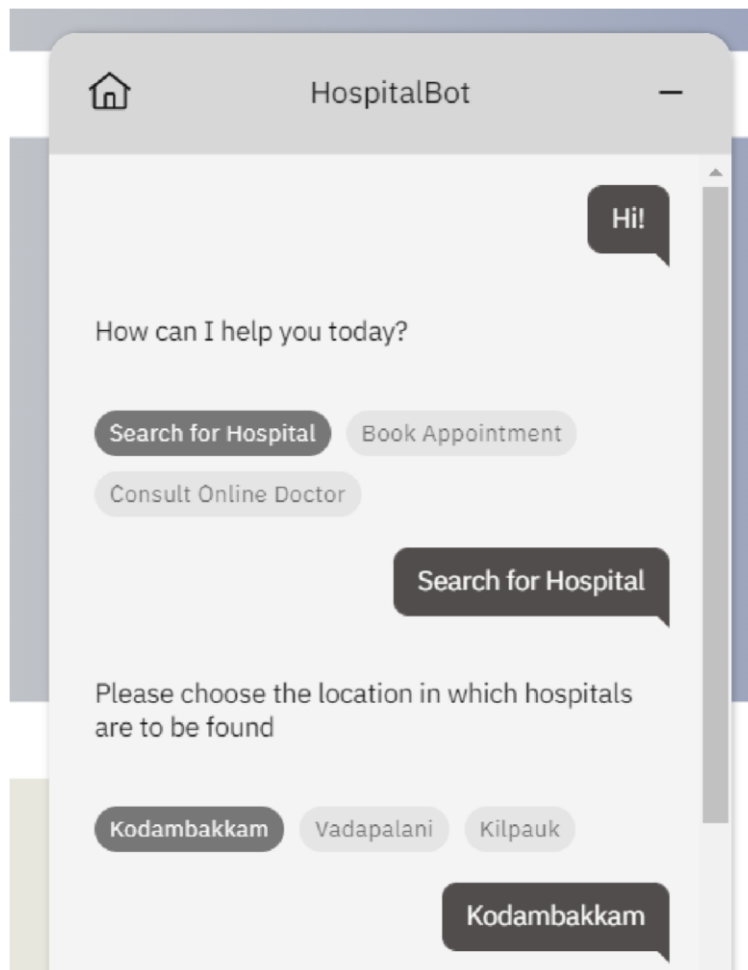 HospitalBot
Hi!
How can I help you today?
Search for Hospital Book Appointment
Consult Online Doctor
Search for Hospital
Please choose the location in which hospitals
are to be found
Kodambakkam Vadapalani Kilpauk
Kodambakkam